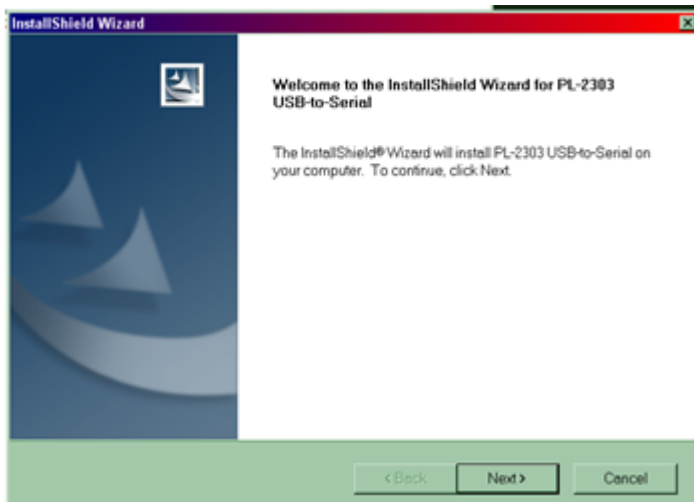 InstallShield Wizard
Welcome to the InstallShield Wizard for PL-2303
USB-to-Serial
The InstallShield® Wizard will install PL-2303 USB-to-Serial on
your computer. To continue, click Next.
< Back Next > Cancel